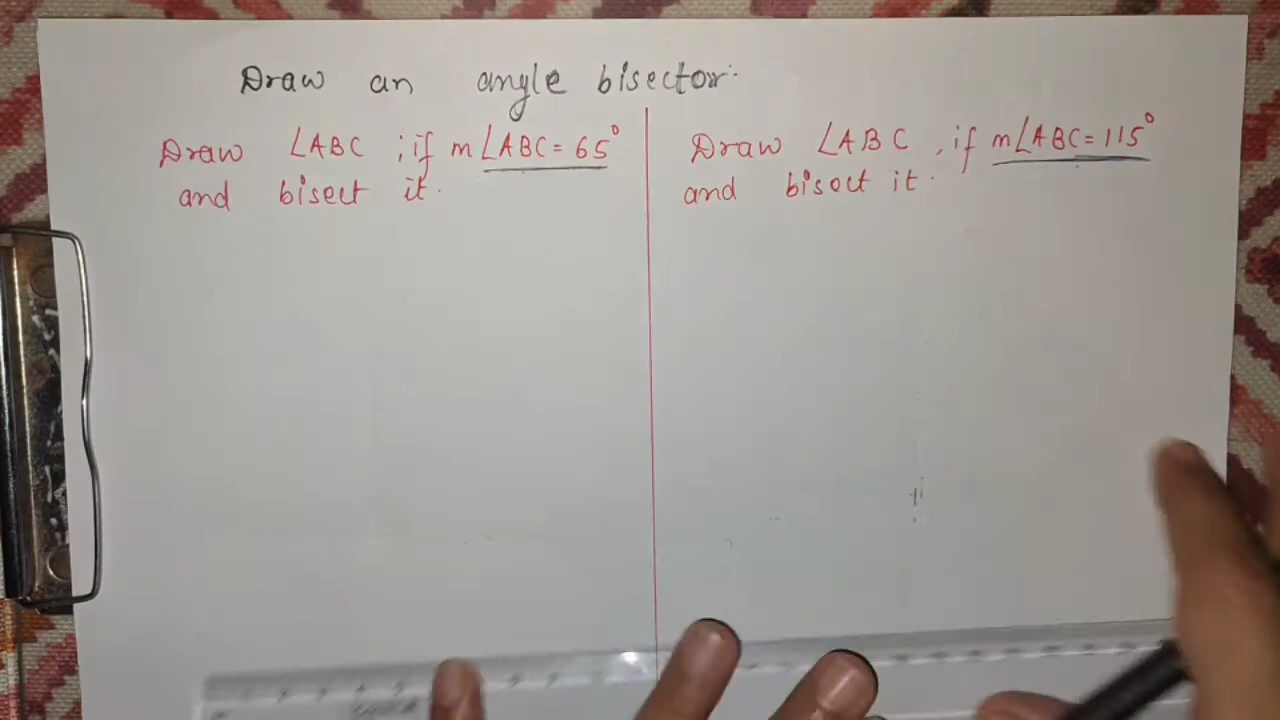 Draw an angle bisector.
Draw ∠ABC ; if m∠ABC = 65°
and bisect it.
Draw ∠ABC , if m∠ABC = 115°
and bisect it.